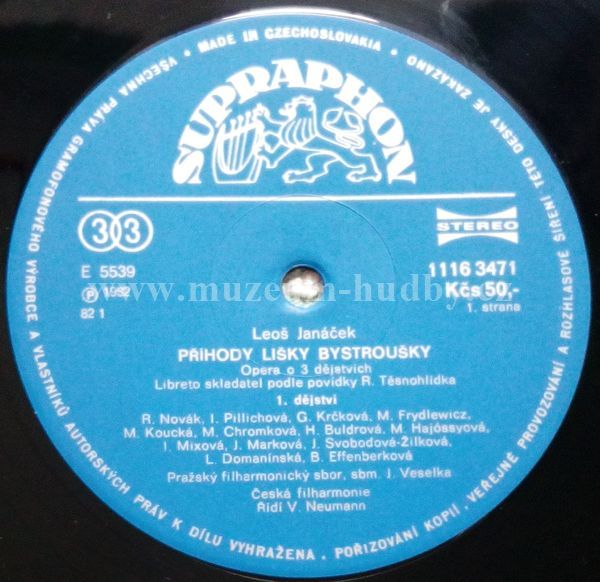 VŠECHNA PRÁVA GRAMOFONOVÉHO VÝROBCE A VLASTNÍKŮ AUTORSKÝCH PRÁV K DÍLU VYHRAŽENA. POŘIZOVÁNÍ KOPIÍ, VEŘEJNÉ PROVOZOVÁNÍ A ROZHLASOVÉ ŠÍŘENÍ TÉTO DESKY JE ZAKÁZÁNO • MADE IN CZECHOSLOVAKIA •
SUPRAPHON
33
STEREO
E 5539
1116 3471
Ⓟ 1982
Kčs 50,-
82 1
1. strana
www.muzeum-hudby.cz
Leoš Janáček
PŘÍHODY LIŠKY BYSTROUŠKY
Opera o 3 dějstvích
Libreto skladatel podle povídky R. Těsnohlídka
1. dějství
R. Novák, I. Pillichová, G. Krčková, M. Frydlewicz,
M. Koucká, M. Chromková, H. Buldrová, M. Hajóssyová,
I. Mixová, J. Marková, J. Svobodová-Žilková,
L. Domanínská, B. Effenberková
Pražský filharmonický sbor, sbm. J. Veselka
Česká filharmonie
Řídí V. Neumann